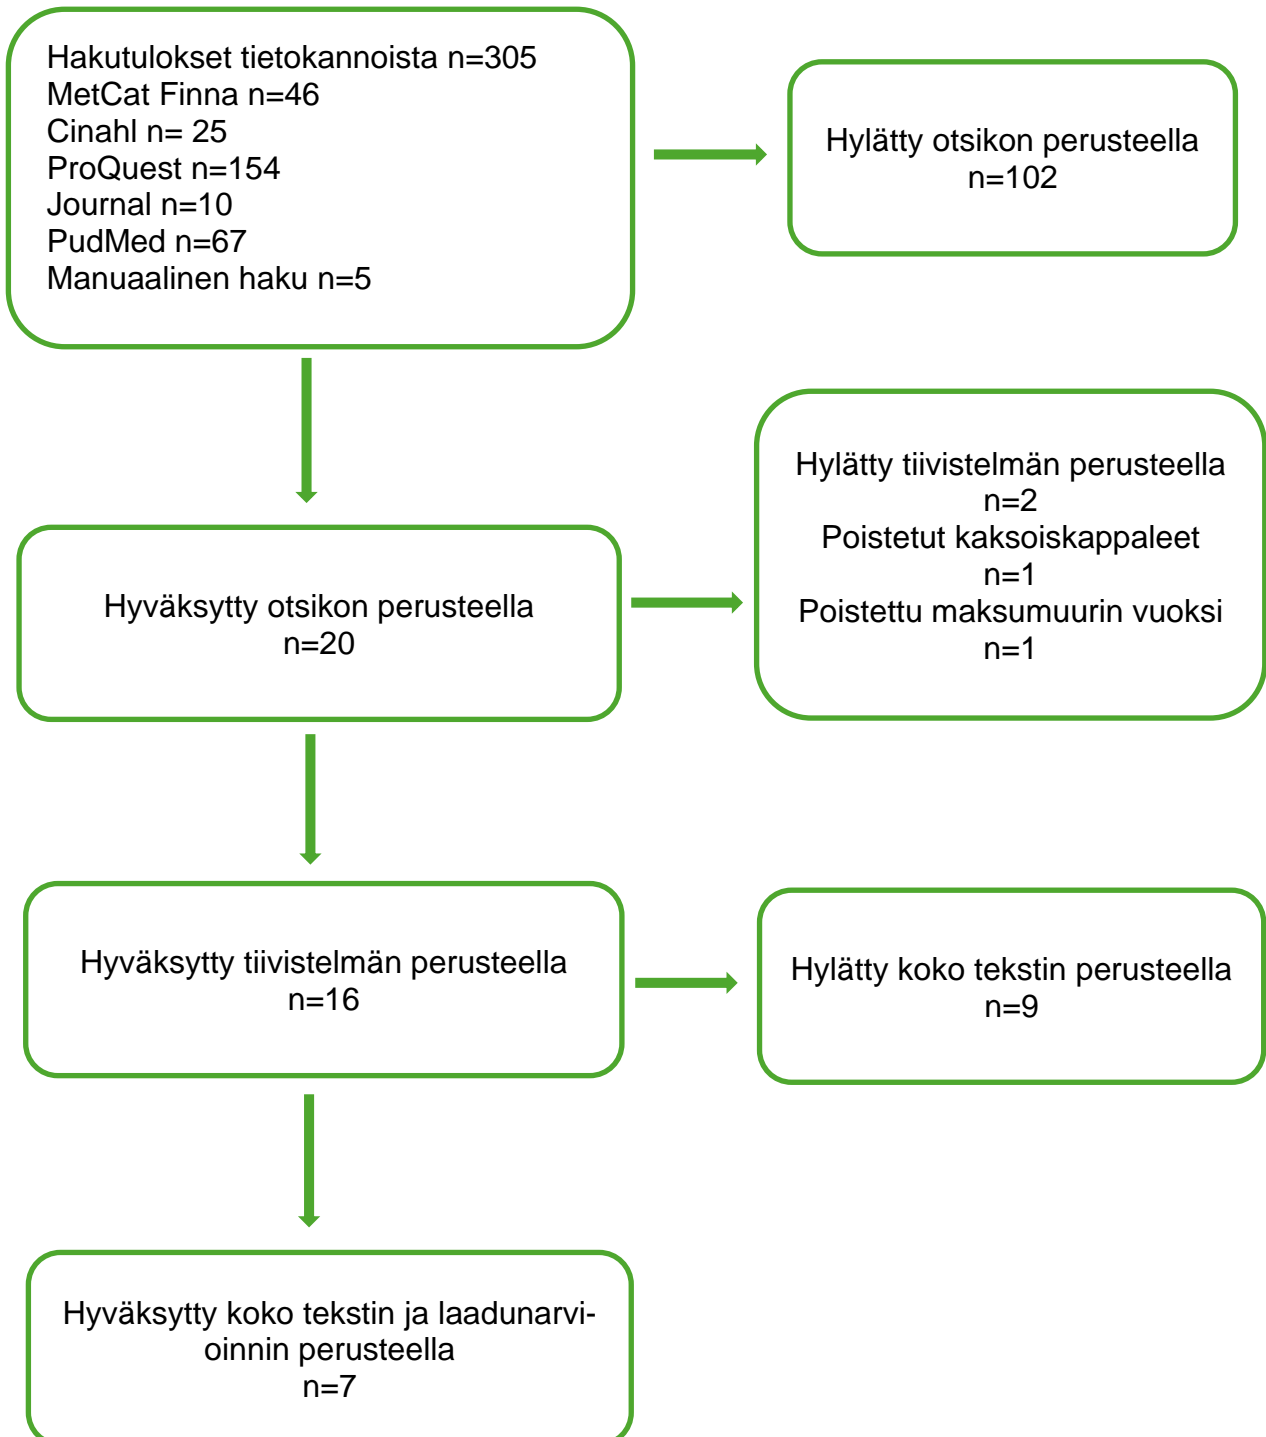 Hakutulokset tietokannoista n=305
MetCat Finna n=46
Cinahl n= 25
ProQuest n=154
Journal n=10
PudMed n=67
Manuaalinen haku n=5
Hylätty otsikon perusteella
n=102
Hyväksytty otsikon perusteella
n=20
Hylätty tiivistelmän perusteella
n=2
Poistetut kaksoiskappaleet
n=1
Poistettu maksumuurin vuoksi
n=1
Hyväksytty tiivistelmän perusteella
n=16
Hylätty koko tekstin perusteella
n=9
Hyväksytty koko tekstin ja laadunarvi-
oinnin perusteella
n=7